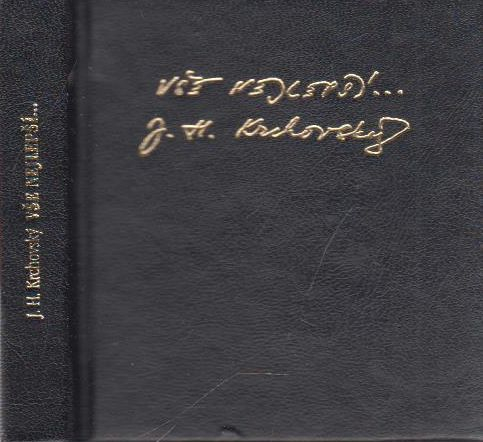 VŠE NEJLEPŠÍ...
J. H. Krchovský
J. H. Krchovský VŠE NEJLEPŠÍ...